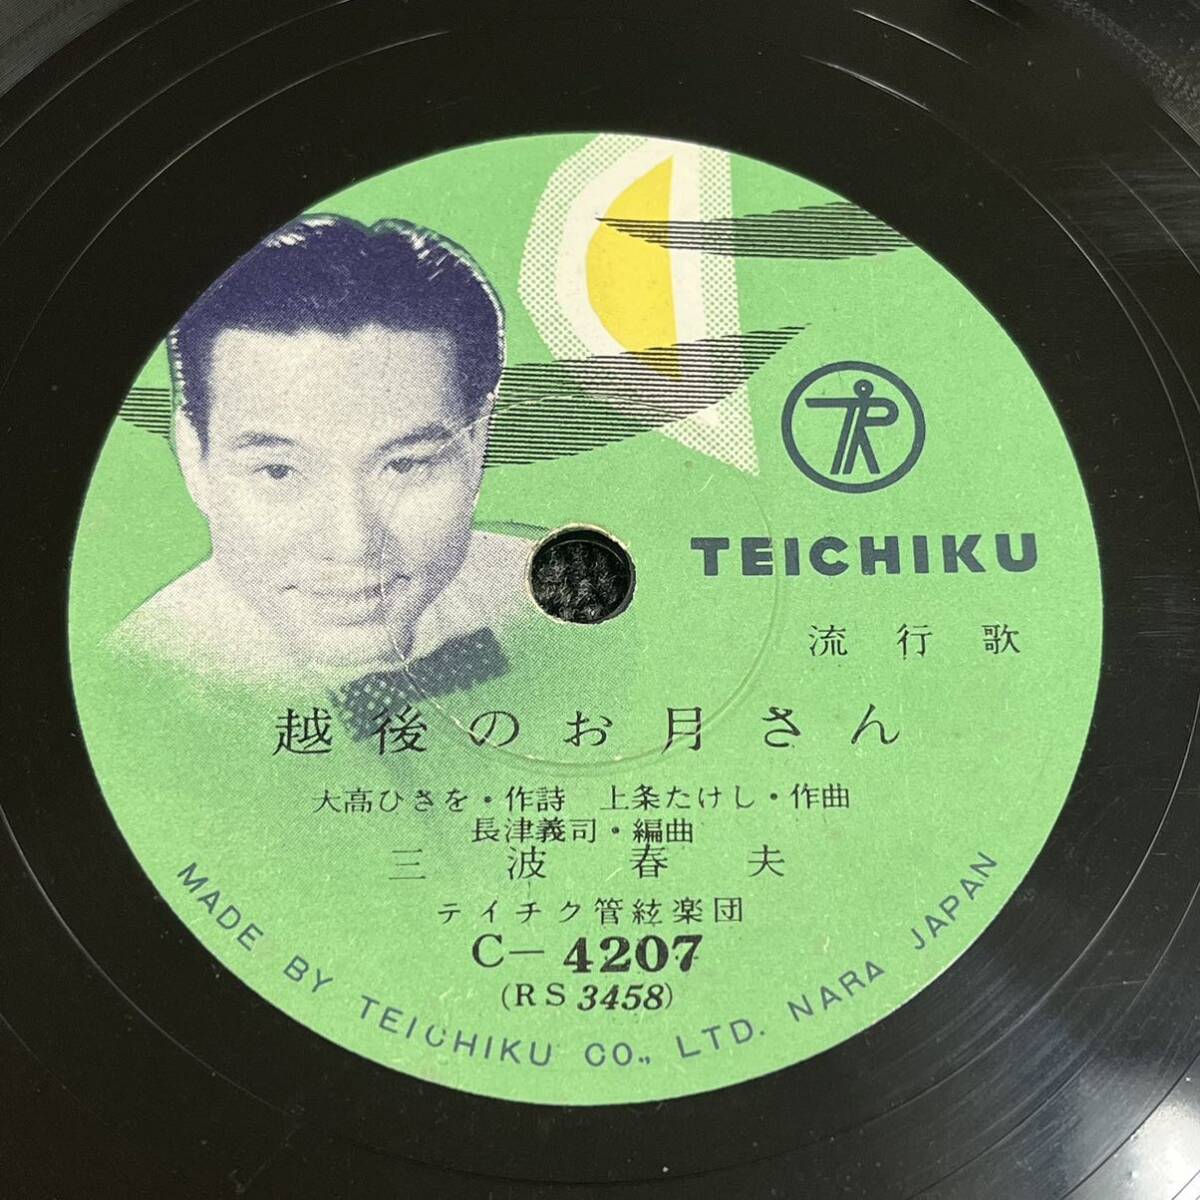 TEICHIKU
流行歌
越後のお月さん
大高ひさを・作詩 上条たけし・作曲
長津義司・編曲
三波春夫
テイチク管絃楽団
C-4207
(RS 3458)
MADE BY TEICHIKU CO., LTD. NARA JAPAN